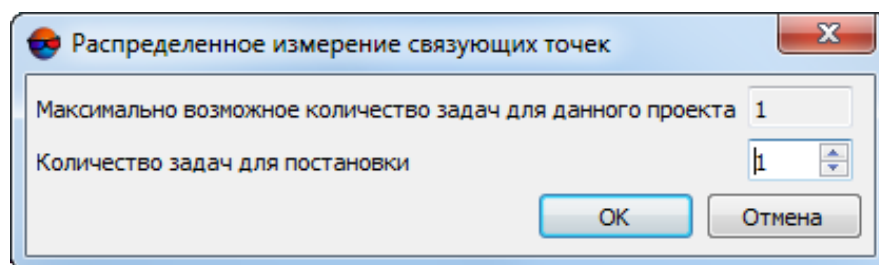 Распределенное измерение связующих точек
Максимально возможное количество задач для данного проекта 1
Количество задач для постановки 1
OK Отмена